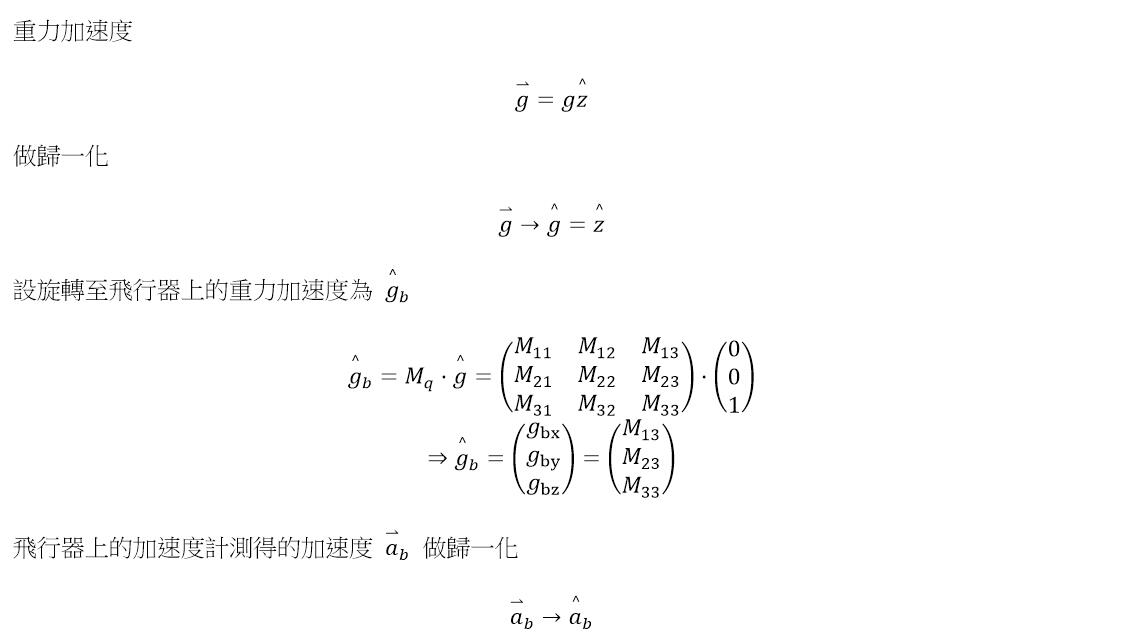 重力加速度
$\vec{g} = g\hat{z}$
做歸一化
$\vec{g} \rightarrow \hat{g} = \hat{z}$
設旋轉至飛行器上的重力加速度為 $\hat{g}_b$
$\hat{g}_b = M_q \cdot \hat{g} = \begin{pmatrix} M_{11} & M_{12} & M_{13} \\ M_{21} & M_{22} & M_{23} \\ M_{31} & M_{32} & M_{33} \end{pmatrix} \cdot \begin{pmatrix} 0 \\ 0 \\ 1 \end{pmatrix}$
$\Rightarrow \hat{g}_b = \begin{pmatrix} g_{bx} \\ g_{by} \\ g_{bz} \end{pmatrix} = \begin{pmatrix} M_{13} \\ M_{23} \\ M_{33} \end{pmatrix}$
飛行器上的加速度計測得的加速度 $\vec{a}_b$ 做歸一化
$\vec{a}_b \rightarrow \hat{a}_b$